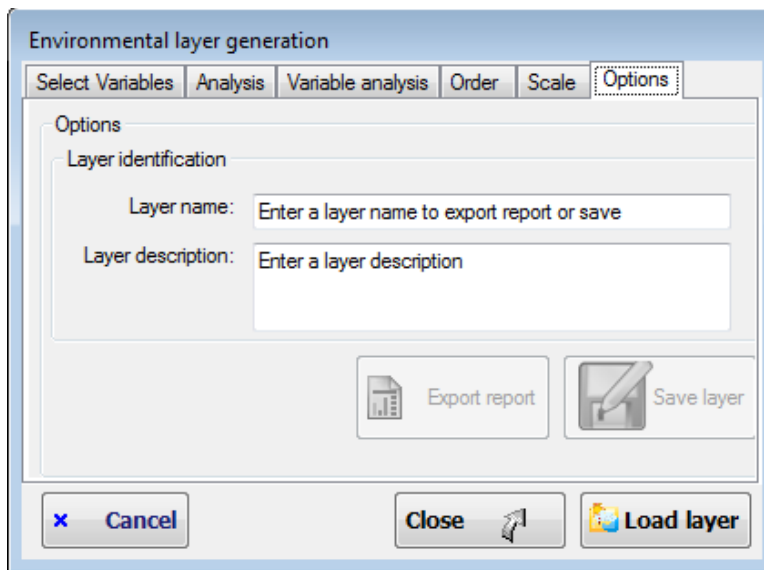 Environmental layer generation
Select Variables Analysis Variable analysis Order Scale Options
Options
Layer identification
Layer name: Enter a layer name to export report or save
Layer description: Enter a layer description
Export report Save layer
Cancel Close Load layer